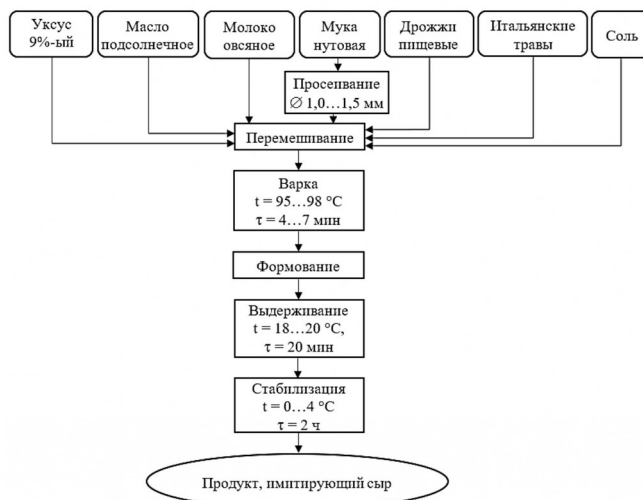 Уксус
9%-ый
Масло
подсолнечное
Молоко
овсяное
Мука
нутовая
Дрожжи
пищевые
Итальянские
травы
Соль
Просеивание
∅ 1,0…1,5 мм
Перемешивание
Варка
t = 95…98 °С
τ = 4…7 мин
Формование
Выдерживание
t = 18…20 °С,
τ = 20 мин
Стабилизация
t = 0…4 °С
τ = 2 ч
Продукт, имитирующий сыр